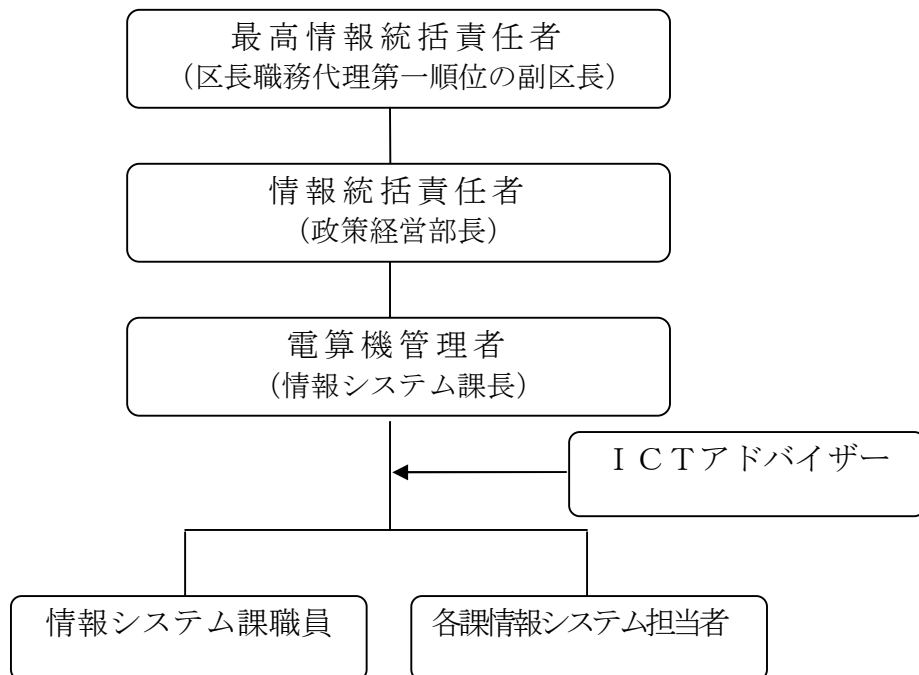 最高情報統括責任者
（区長職務代理第一順位の副区長）
情報統括責任者
（政策経営部長）
電算機管理者
（情報システム課長）
ＩＣＴアドバイザー
情報システム課職員
各課情報システム担当者